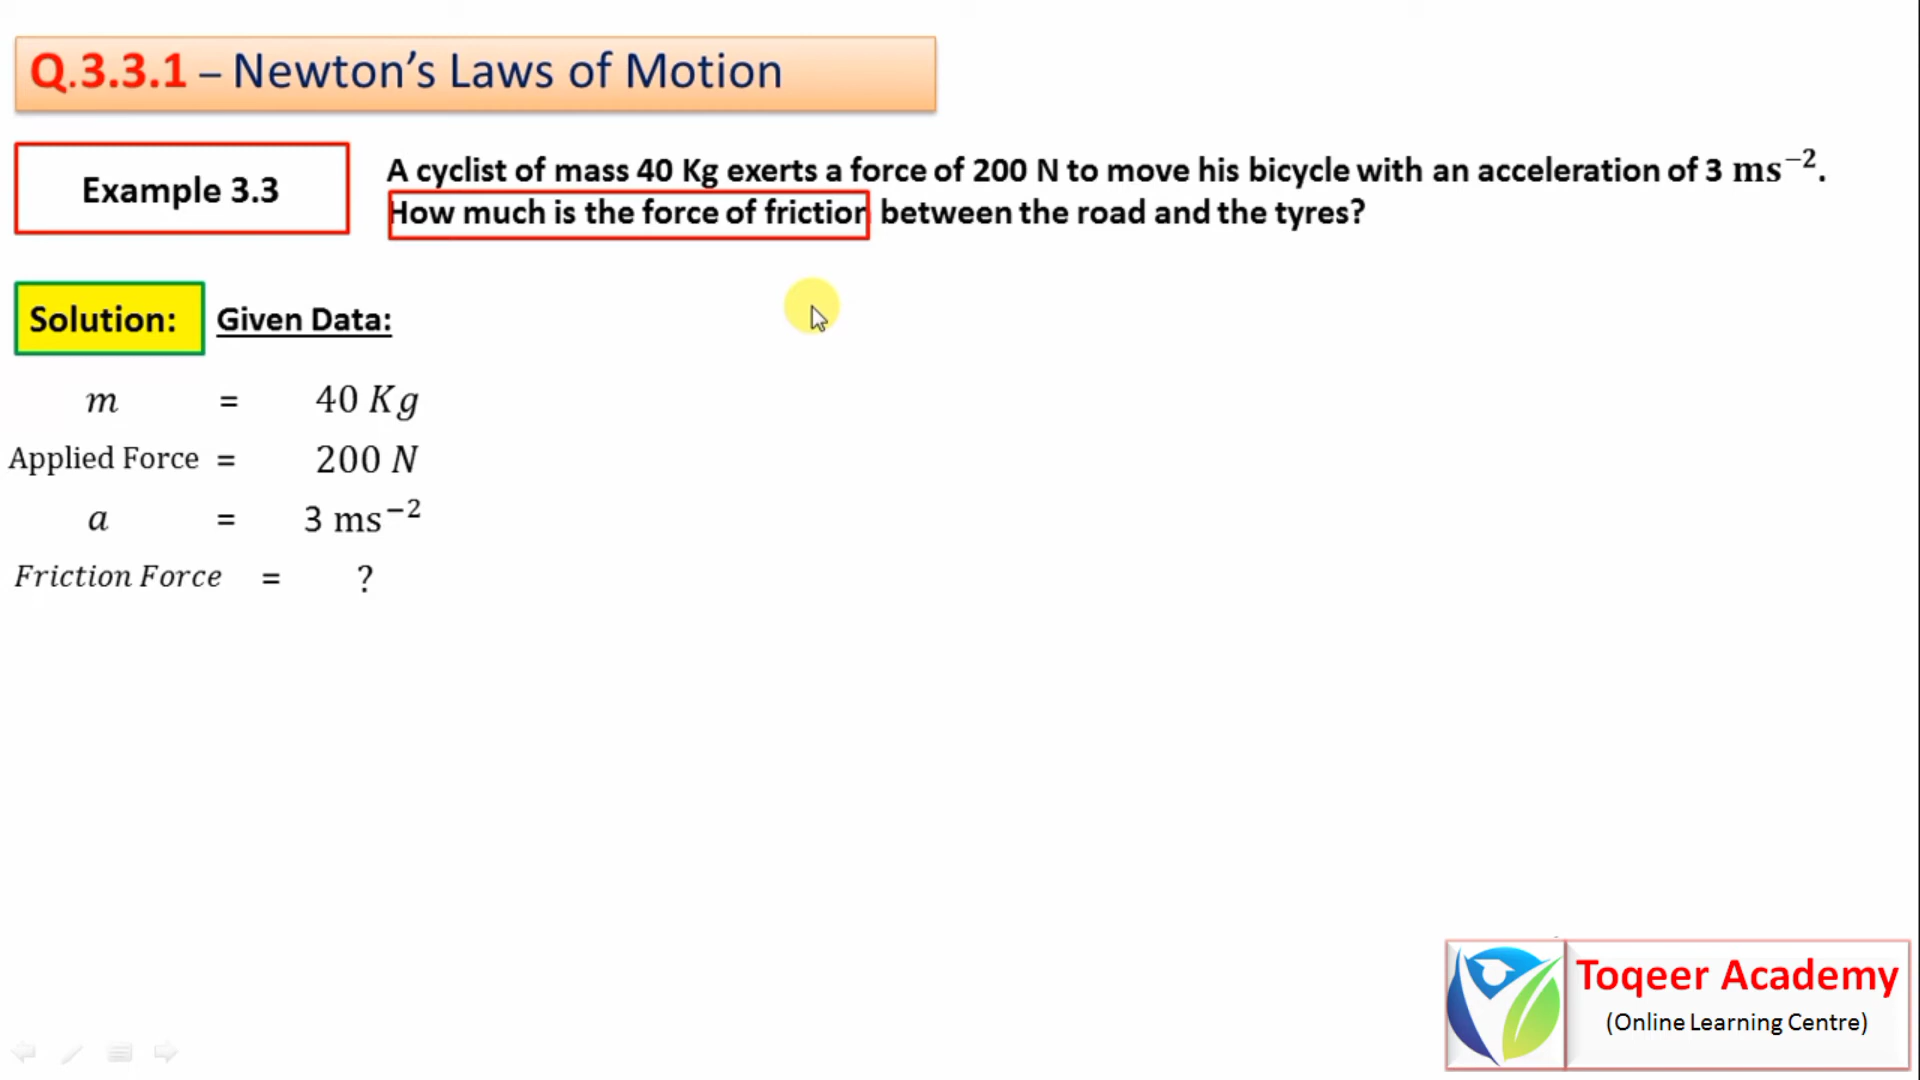 Q.3.3.1 – Newton's Laws of Motion
Example 3.3
A cyclist of mass 40 Kg exerts a force of 200 N to move his bicycle with an acceleration of 3 ms⁻².
How much is the force of friction between the road and the tyres?
Solution: Given Data:
m = 40 Kg
Applied Force = 200 N
a = 3 ms⁻²
Friction Force = ?
Toqeer Academy
(Online Learning Centre)